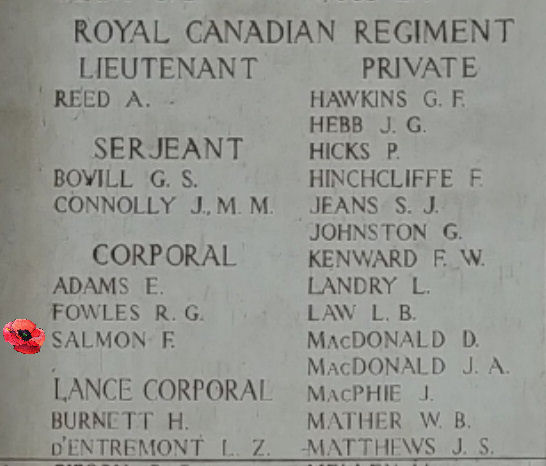 ROYAL CANADIAN REGIMENT
LIEUTENANT
REED A.
SERJEANT
BOVILL G. S.
CONNOLLY J., M. M.
CORPORAL
ADAMS E.
FOWLES R. G.
SALMON F.
LANCE CORPORAL
BURNETT H.
D'ENTREMONT L. Z.
PRIVATE
HAWKINS G. F.
HEBB J. G.
HICKS P.
HINCHCLIFFE F.
JEANS S. J.
JOHNSTON G.
KENWARD F. W.
LANDRY L.
LAW L. B.
MACDONALD D.
MACDONALD J. A.
MACPHIE J.
MATHER W. B.
MATTHEWS J. S.